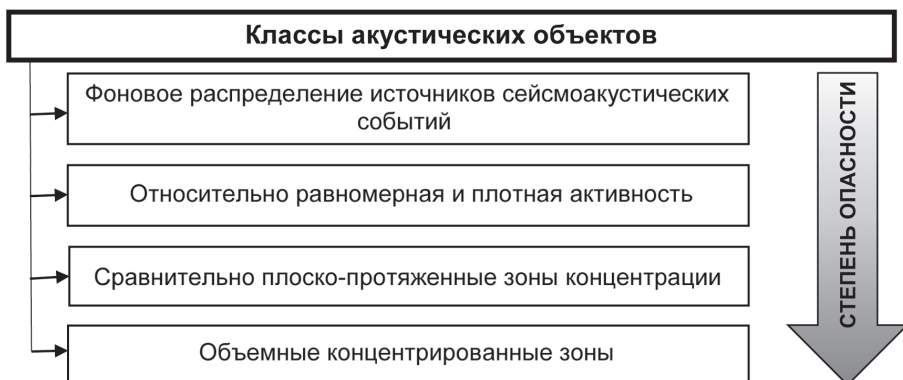 Классы акустических объектов
Фоновое распределение источников сейсмоакустических
событий
Относительно равномерная и плотная активность
Сравнительно плоско-протяженные зоны концентрации
Объемные концентрированные зоны
СТЕПЕНЬ ОПАСНОСТИ